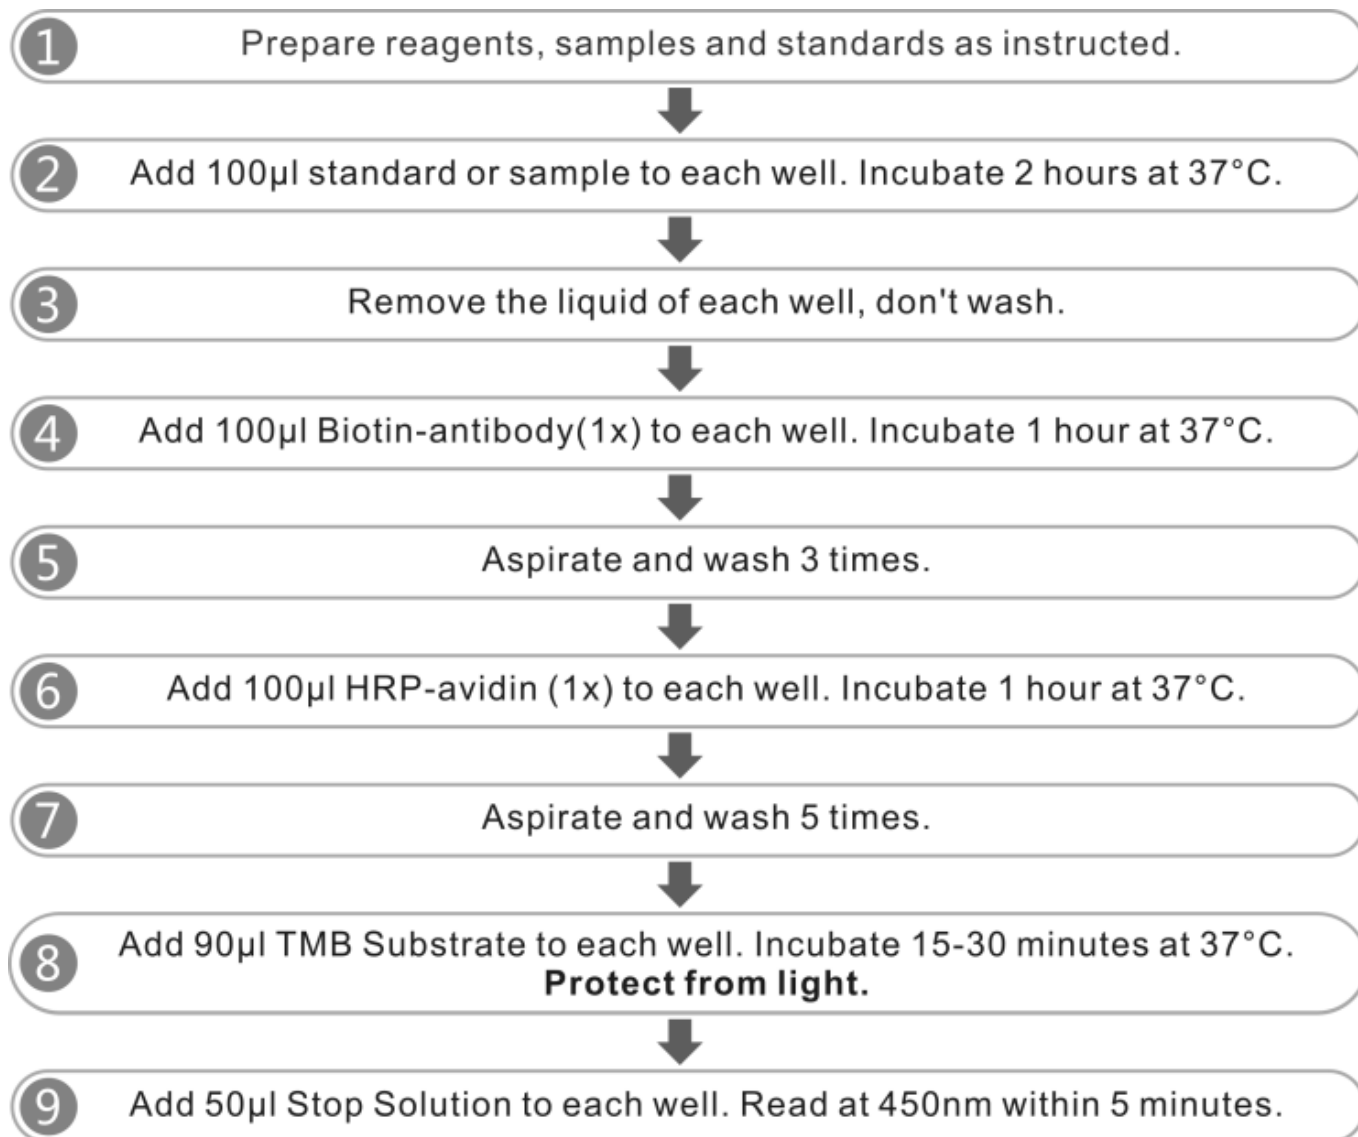 1 Prepare reagents, samples and standards as instructed.
2 Add 100µl standard or sample to each well. Incubate 2 hours at 37°C.
3 Remove the liquid of each well, don't wash.
4 Add 100µl Biotin-antibody(1x) to each well. Incubate 1 hour at 37°C.
5 Aspirate and wash 3 times.
6 Add 100µl HRP-avidin (1x) to each well. Incubate 1 hour at 37°C.
7 Aspirate and wash 5 times.
8 Add 90µl TMB Substrate to each well. Incubate 15-30 minutes at 37°C.
Protect from light.
9 Add 50µl Stop Solution to each well. Read at 450nm within 5 minutes.